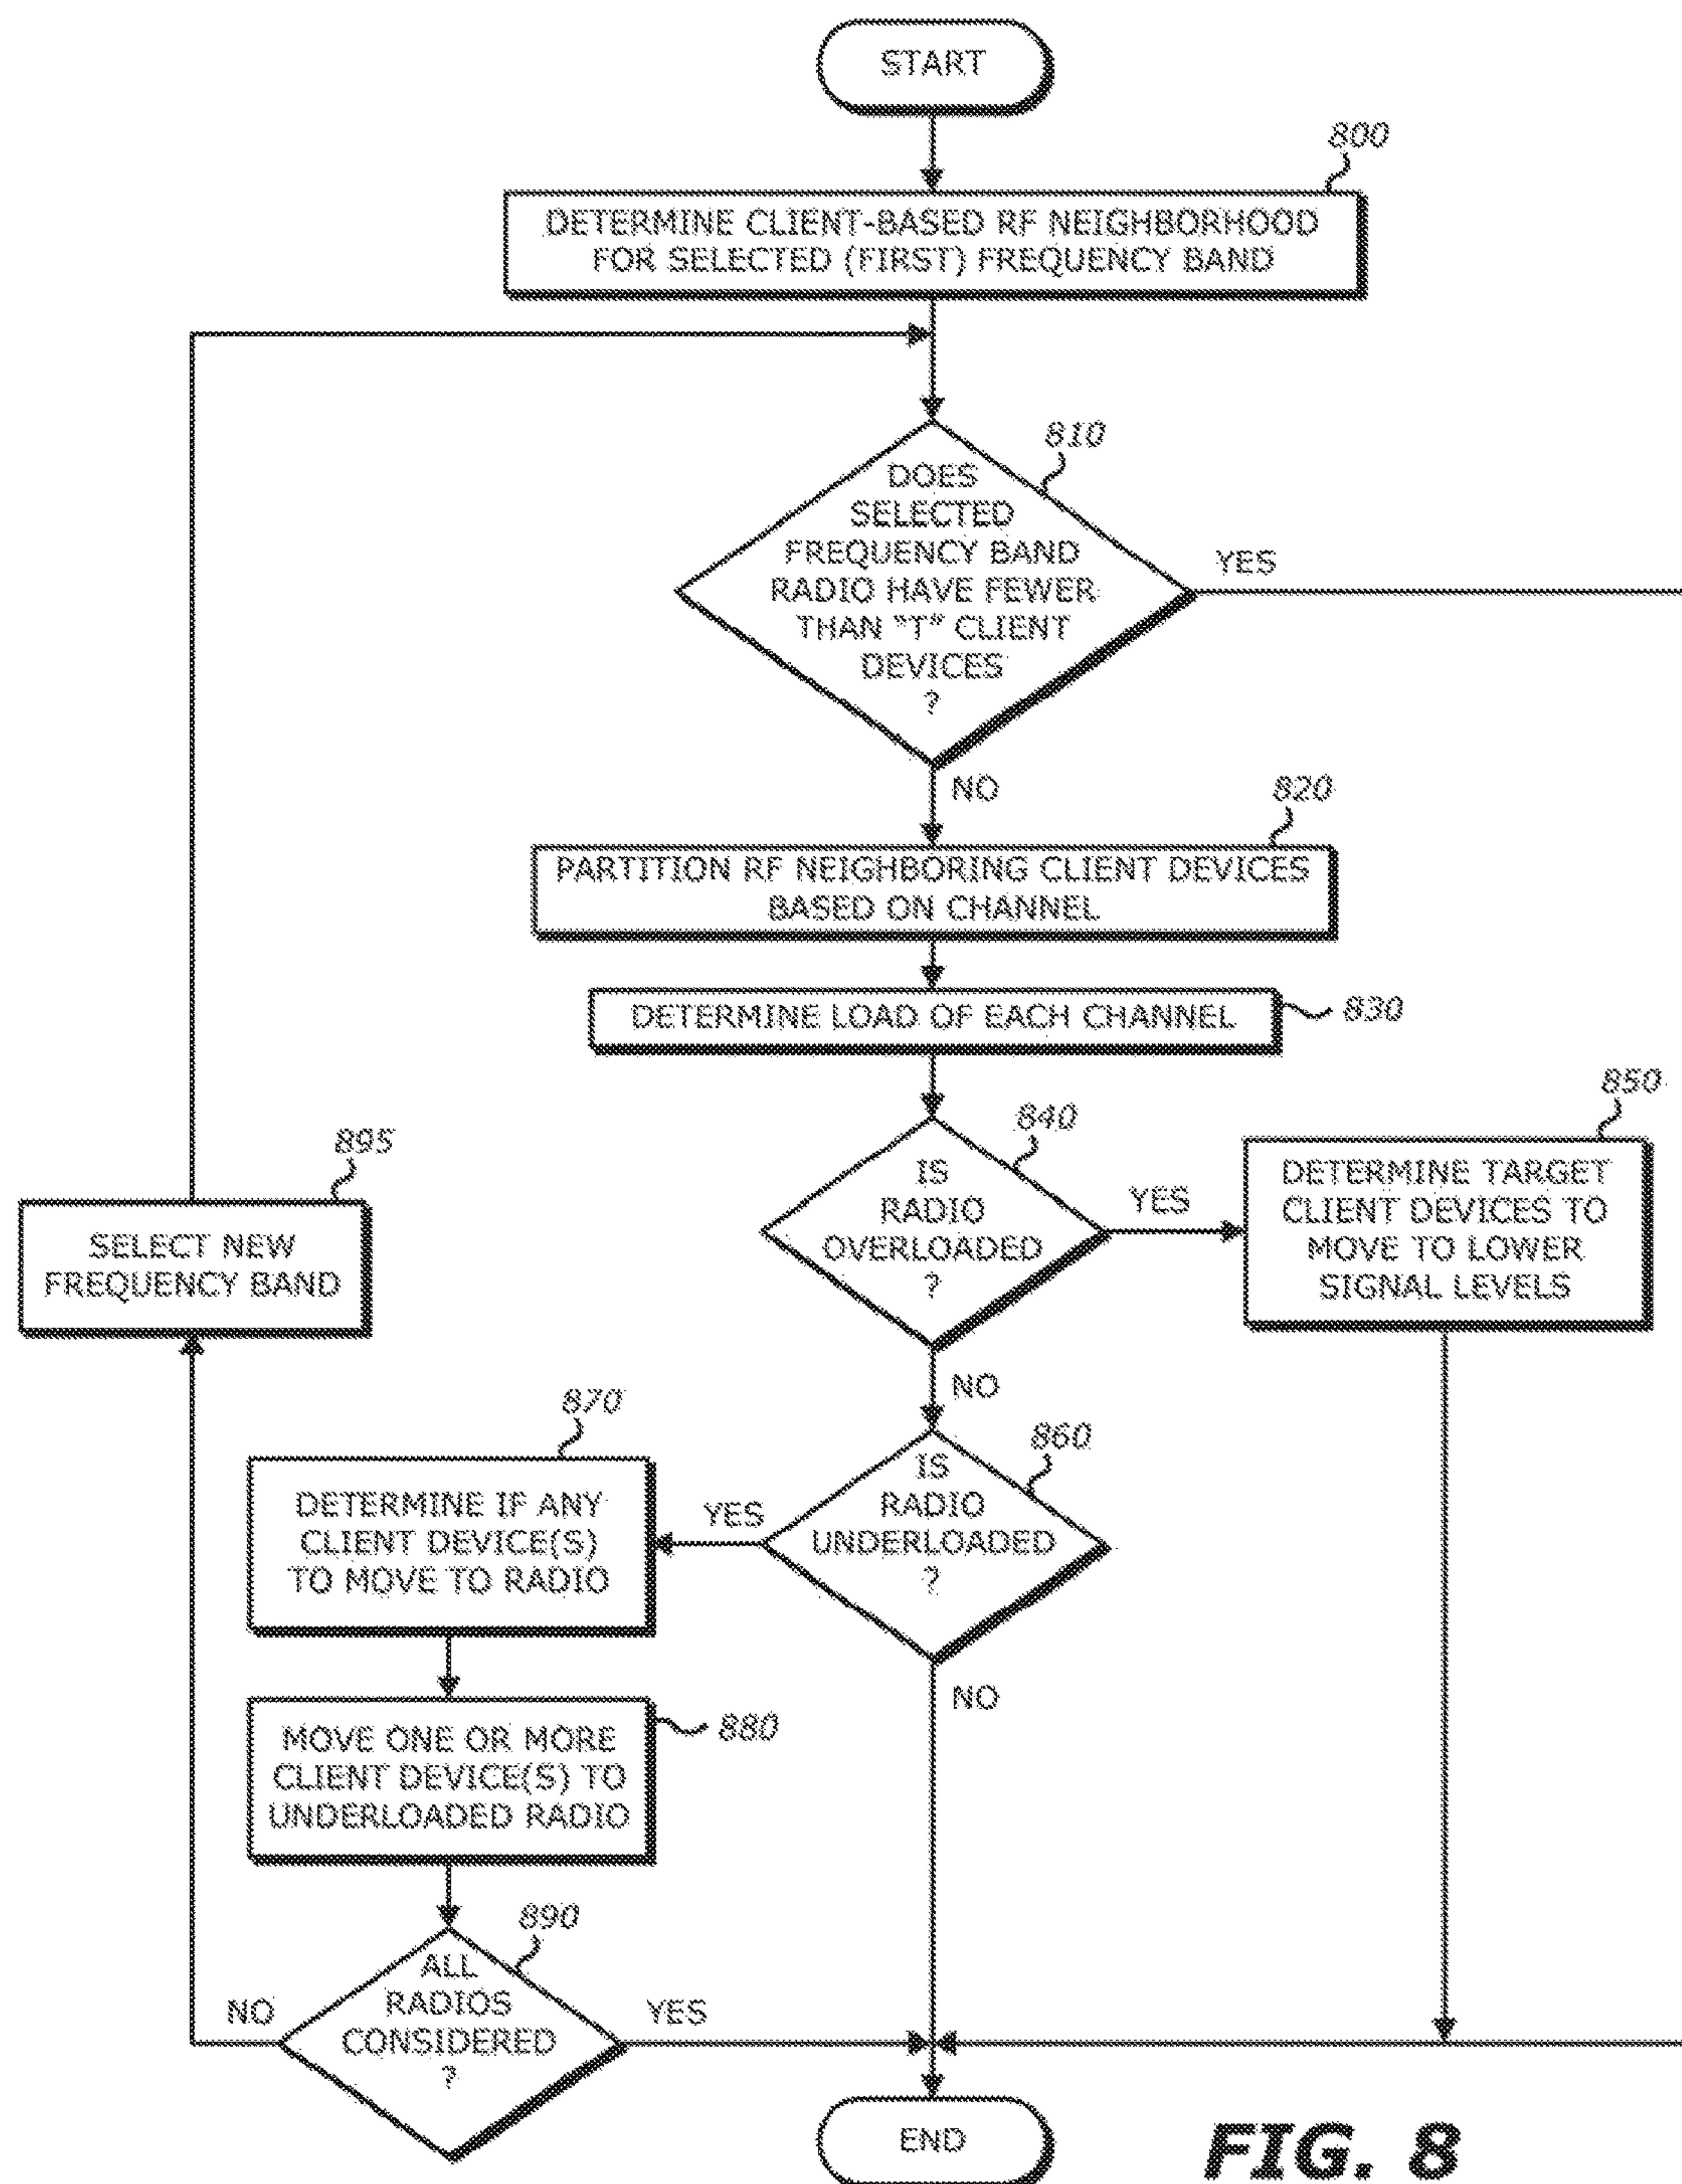 START
800
DETERMINE CLIENT-BASED RF NEIGHBORHOOD
FOR SELECTED (FIRST) FREQUENCY BAND
810
DOES
SELECTED
FREQUENCY BAND
RADIO HAVE FEWER
THAN "T" CLIENT
DEVICES
?
YES
NO
820
PARTITION RF NEIGHBORING CLIENT DEVICES
BASED ON CHANNEL
DETERMINE LOAD OF EACH CHANNEL
830
840
IS
RADIO
OVERLOADED
?
YES
850
DETERMINE TARGET
CLIENT DEVICES TO
MOVE TO LOWER
SIGNAL LEVELS
895
SELECT NEW
FREQUENCY BAND
NO
860
IS
RADIO
UNDERLOADED
?
YES
870
DETERMINE IF ANY
CLIENT DEVICE(S)
TO MOVE TO RADIO
NO
MOVE ONE OR MORE
CLIENT DEVICE(S) TO
UNDERLOADED RADIO
880
890
ALL
RADIOS
CONSIDERED
?
NO
YES
END
FIG. 8